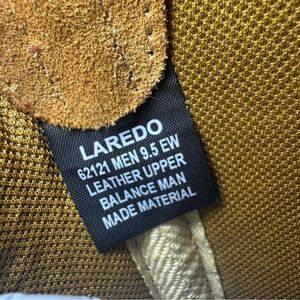 LAREDO
62121 MEN 9.5 EW
LEATHER UPPER
BALANCE MAN
MADE MATERIAL